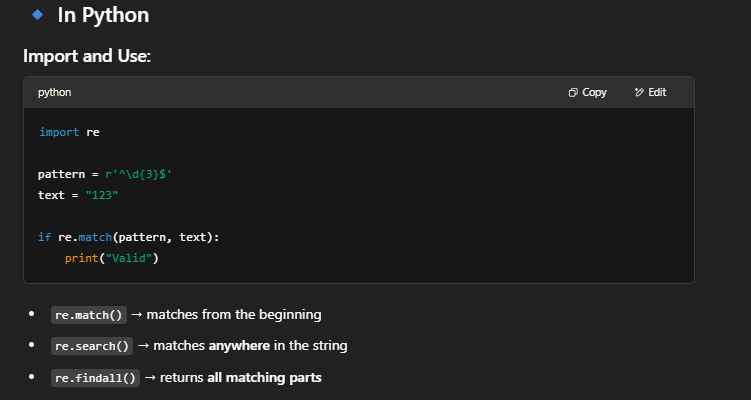 In Python
Import and Use:
python Copy Edit
import re
pattern = r'^\d{3}$'
text = "123"
if re.match(pattern, text):
    print("Valid")
re.match() → matches from the beginning
re.search() → matches anywhere in the string
re.findall() → returns all matching parts